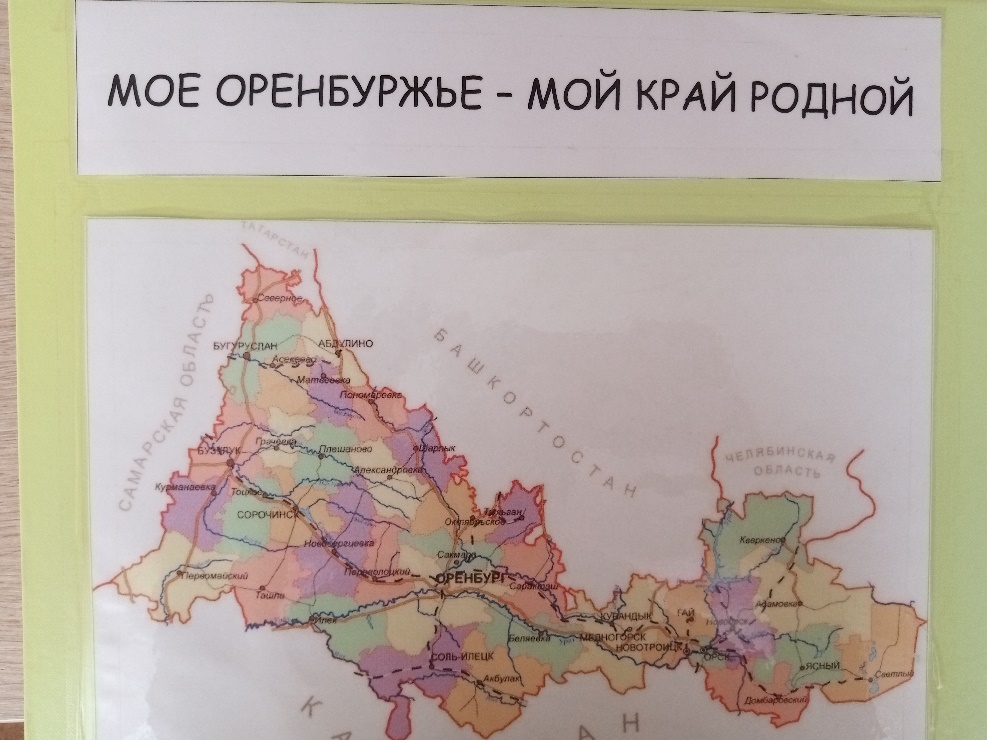 МОЕ ОРЕНБУРЖЬЕ – МОЙ КРАЙ РОДНОЙ
ТАТАРСТАН
САМАРСКАЯ ОБЛАСТЬ
БАШКОРТОСТАН
ЧЕЛЯБИНСКАЯ
ОБЛАСТЬ
Северное
БУГУРУСЛАН
АБДУЛИНО
Асекеево
Матвеевка
Пономаревка
Грачевка
Плешаново
Шарлык
БУЗУЛУК
Александровка
Курманаевка
Тоцкое
СОРОЧИНСК
Октябрьское
Тюльган
Новосергиевка
Сакмара
Кваркено
Первомайский
Переволоцкий
ОРЕНБУРГ
Саракташ
Ташла
Илек
Беляевка
КУВАНДЫК
МЕДНОГОРСК
ГАЙ
НОВОТРОИЦК
ОРСК
Адамовка
СОЛЬ-ИЛЕЦК
Акбулак
ЯСНЫЙ
Светлый
Домбаровский
К А Н